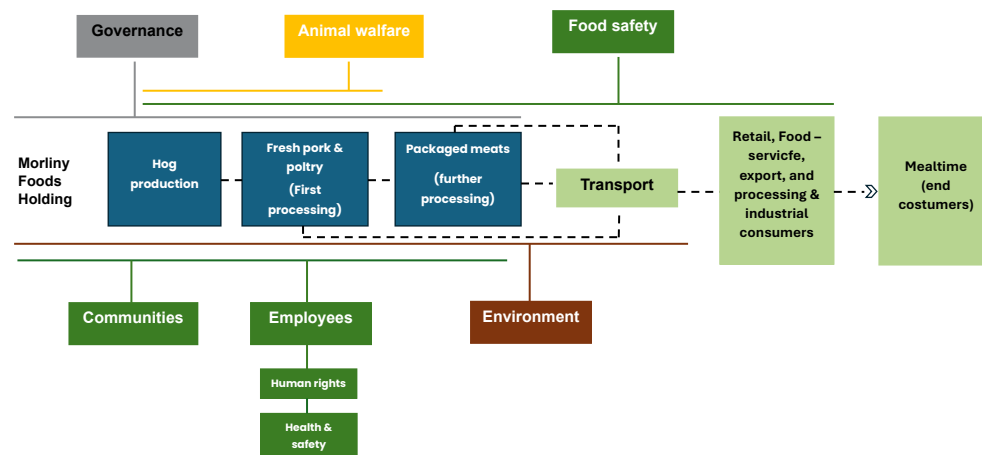 Governance
Animal walfare
Food safety
Morliny
Foods
Holding
Hog
production
Fresh pork &
poltry
(First
processing)
Packaged meats
(further
processing)
Transport
Retail, Food –
servicfe,
export, and
processing &
industrial
consumers
Mealtime
(end
costumers)
Communities
Employees
Environment
Human rights
Health &
safety